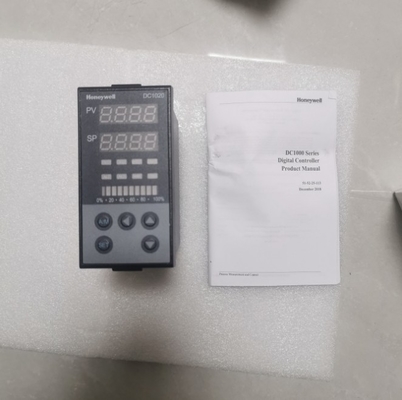 Honeywell
DC1020
PV
SP
0% • 20 • 40 • 60 • 80 • 100%
Honeywell
DC1000 Series
Digital Controller
Product Manual